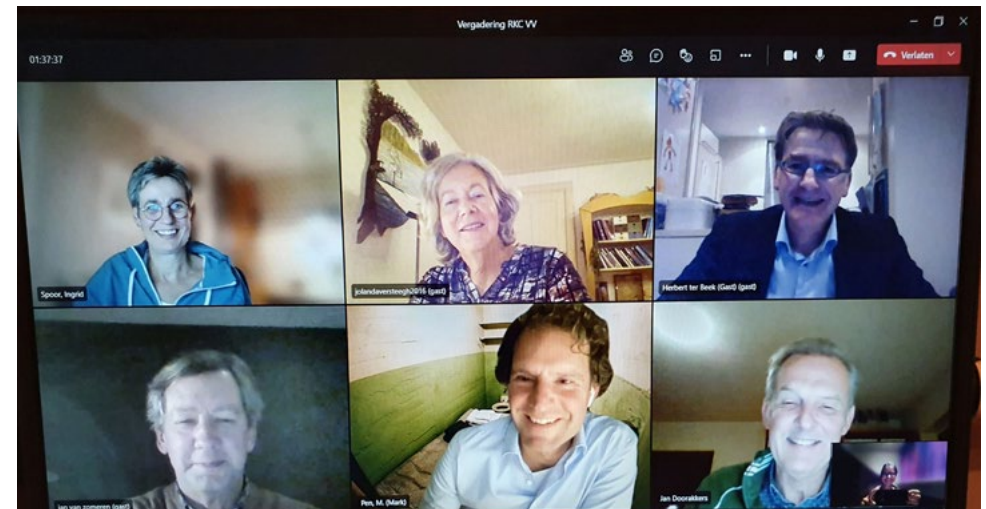 Vergadering RKC VV
01:37:37
Verlaten
Spoor, Ingrid
jolandaversteegh2016 (gast)
Herbert ter Beek (Gast) (gast)
jan van zomeren (gast)
Pen, M. (Mark)
Jan Doorakkers